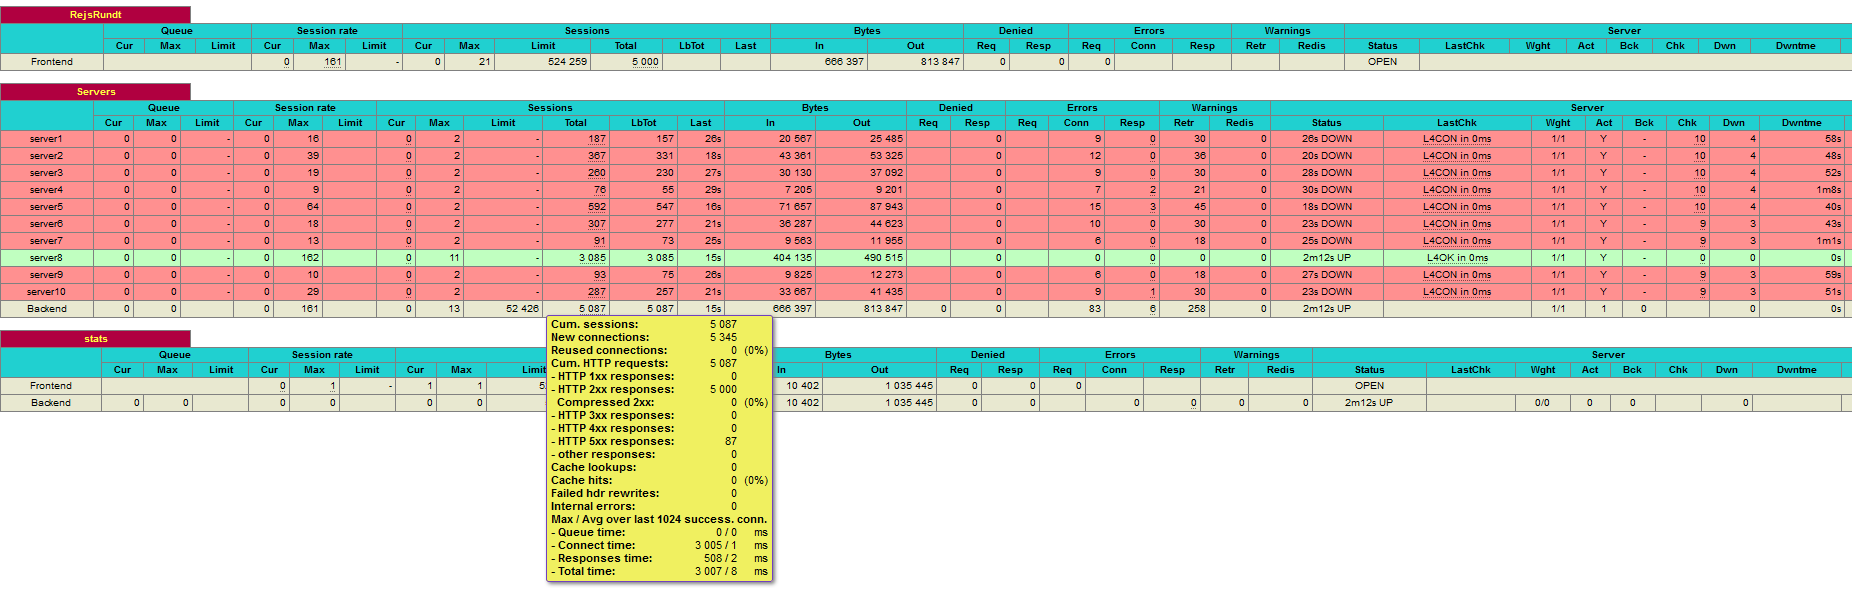 RejsRundt
Queue Session rate Sessions Bytes Denied Errors Warnings Server
Cur Max Limit Cur Max Limit Cur Max Limit Total LbTot Last In Out Req Resp Req Conn Resp Retr Redis Status LastChk Wght Act Bck Chk Dwn Dwntme
Frontend 0 161 - 0 21 524 259 5 000 666 397 813 847 0 0 0 OPEN
Servers
Queue Session rate Sessions Bytes Denied Errors Warnings Server
Cur Max Limit Cur Max Limit Cur Max Limit Total LbTot Last In Out Req Resp Req Conn Resp Retr Redis Status LastChk Wght Act Bck Chk Dwn Dwntme
server1 0 0 - 0 16 0 2 - 187 157 26s 20 567 25 485 0 9 0 30 0 26s DOWN L4CON in 0ms 1/1 Y - 10 4 58s
server2 0 0 - 0 39 0 2 - 367 331 18s 43 361 53 325 0 12 0 36 0 20s DOWN L4CON in 0ms 1/1 Y - 10 4 48s
server3 0 0 - 0 19 0 2 - 260 230 27s 30 130 37 092 0 9 0 30 0 28s DOWN L4CON in 0ms 1/1 Y - 10 4 52s
server4 0 0 - 0 9 0 2 - 76 55 29s 7 205 9 201 0 7 2 21 0 30s DOWN L4CON in 0ms 1/1 Y - 10 4 1m8s
server5 0 0 - 0 64 0 2 - 592 547 16s 71 657 87 943 0 15 3 45 0 18s DOWN L4CON in 0ms 1/1 Y - 10 4 40s
server6 0 0 - 0 18 0 2 - 307 277 21s 36 287 44 623 0 10 0 30 0 23s DOWN L4CON in 0ms 1/1 Y - 9 3 43s
server7 0 0 - 0 13 0 2 - 91 73 25s 9 563 11 955 0 6 0 18 0 25s DOWN L4CON in 0ms 1/1 Y - 9 3 1m1s
server8 0 0 - 0 162 0 11 - 3 085 3 085 15s 404 135 490 515 0 0 0 0 0 2m12s UP L4OK in 0ms 1/1 Y - 0 0 0s
server9 0 0 - 0 10 0 2 - 93 75 26s 9 825 12 273 0 6 0 18 0 27s DOWN L4CON in 0ms 1/1 Y - 9 3 59s
server10 0 0 - 0 29 0 2 - 287 257 21s 33 667 41 435 0 9 1 30 0 23s DOWN L4CON in 0ms 1/1 Y - 9 3 51s
Backend 0 0 0 161 0 13 52 426 5 087 5 087 15s 666 397 813 847 0 0 83 6 258 0 2m12s UP 1/1 1 0 0 0s
Cum. sessions: 5 087
New connections: 5 345
Reused connections: 0 (0%)
Cum. HTTP requests: 5 087
- HTTP 1xx responses: 0
- HTTP 2xx responses: 5 000
Compressed 2xx: 0 (0%)
- HTTP 3xx responses: 0
- HTTP 4xx responses: 0
- HTTP 5xx responses: 87
- other responses: 0
Cache lookups: 0
Cache hits: 0 (0%)
Failed hdr rewrites: 0
Internal errors: 0
Max / Avg over last 1024 success. conn.
- Queue time: 0 / 0 ms
- Connect time: 3 005 / 1 ms
- Responses time: 508 / 2 ms
- Total time: 3 007 / 8 ms
stats
Queue Session rate Bytes Denied Errors Warnings Server
Cur Max Limit Cur Max Limit Cur Max Limit In Out Req Resp Req Conn Resp Retr Redis Status LastChk Wght Act Bck Chk Dwn Dwntme
Frontend 0 1 - 1 1 10 402 1 035 445 0 0 0 OPEN
Backend 0 0 0 0 0 0 10 402 1 035 445 0 0 0 0 0 0 2m12s UP 0/0 0 0 0